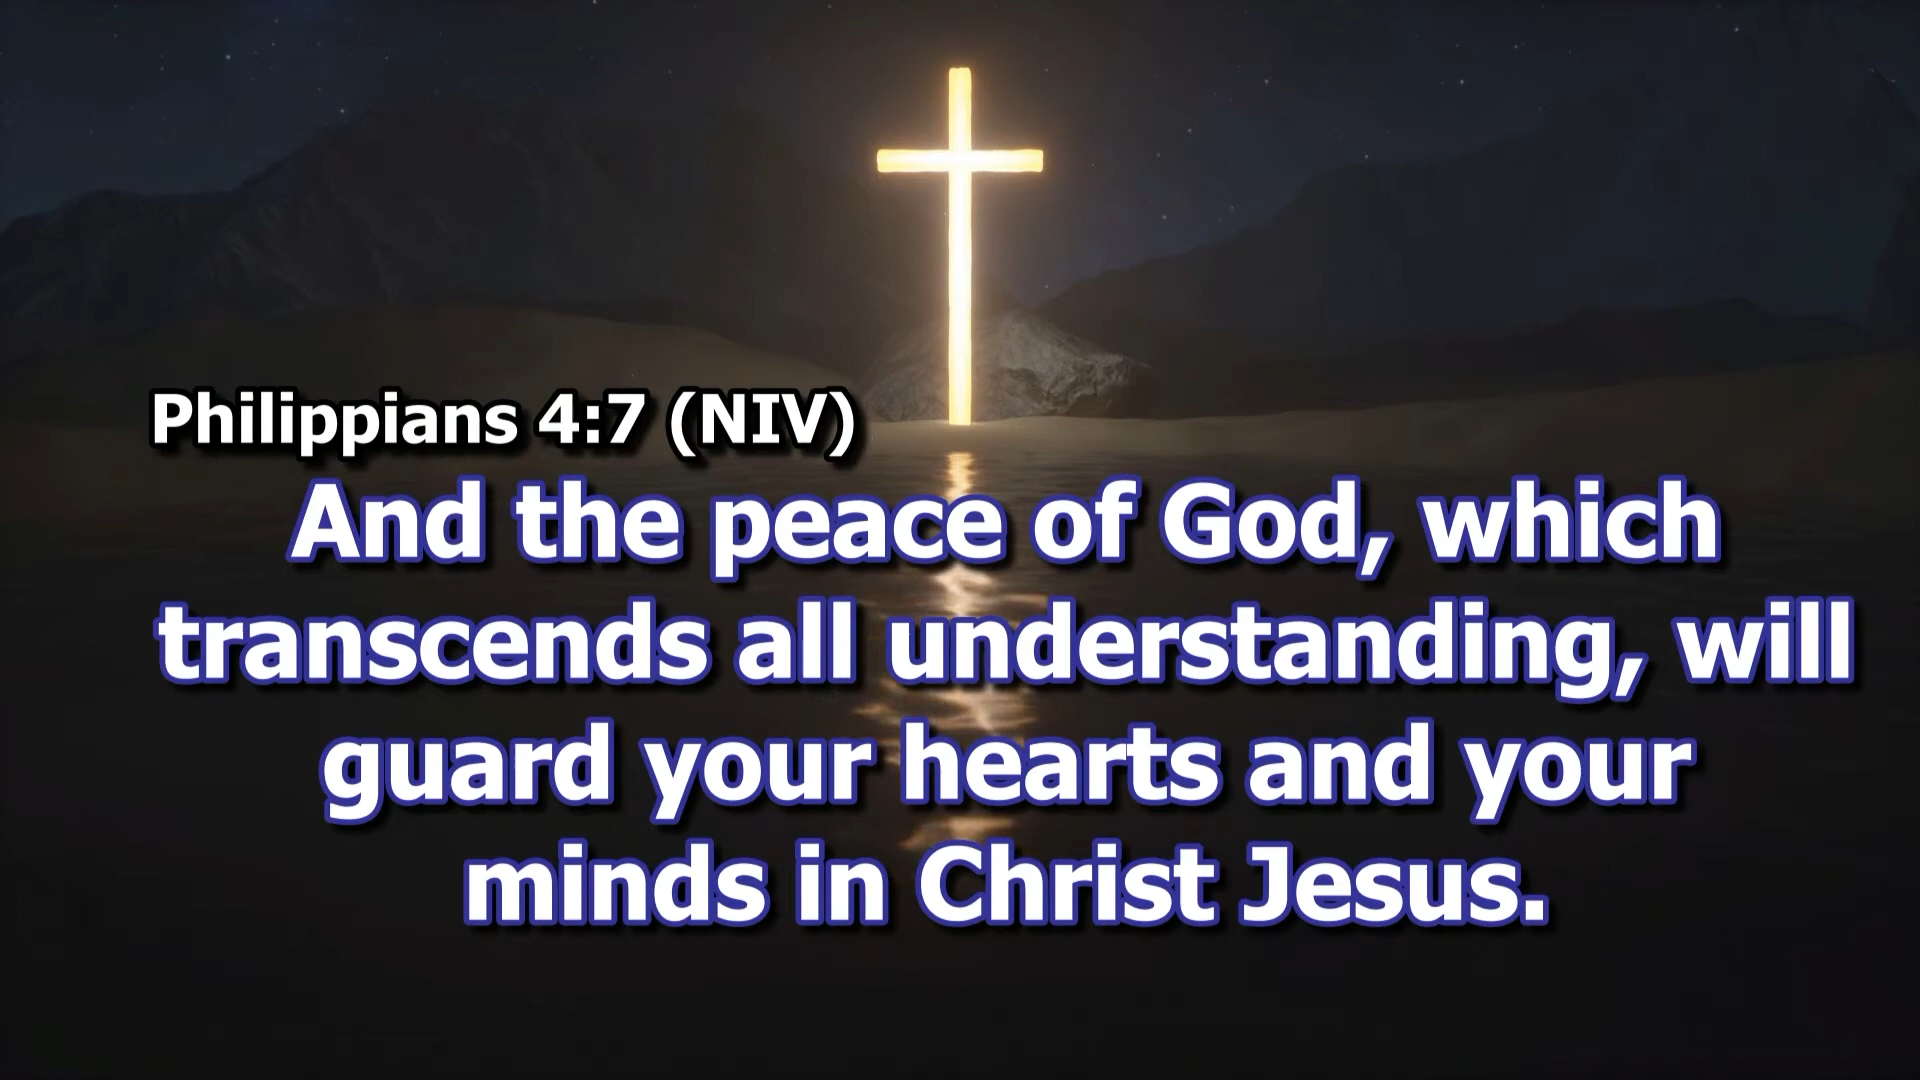 Philippians 4:7 (NIV)
And the peace of God, which
transcends all understanding, will
guard your hearts and your
minds in Christ Jesus.